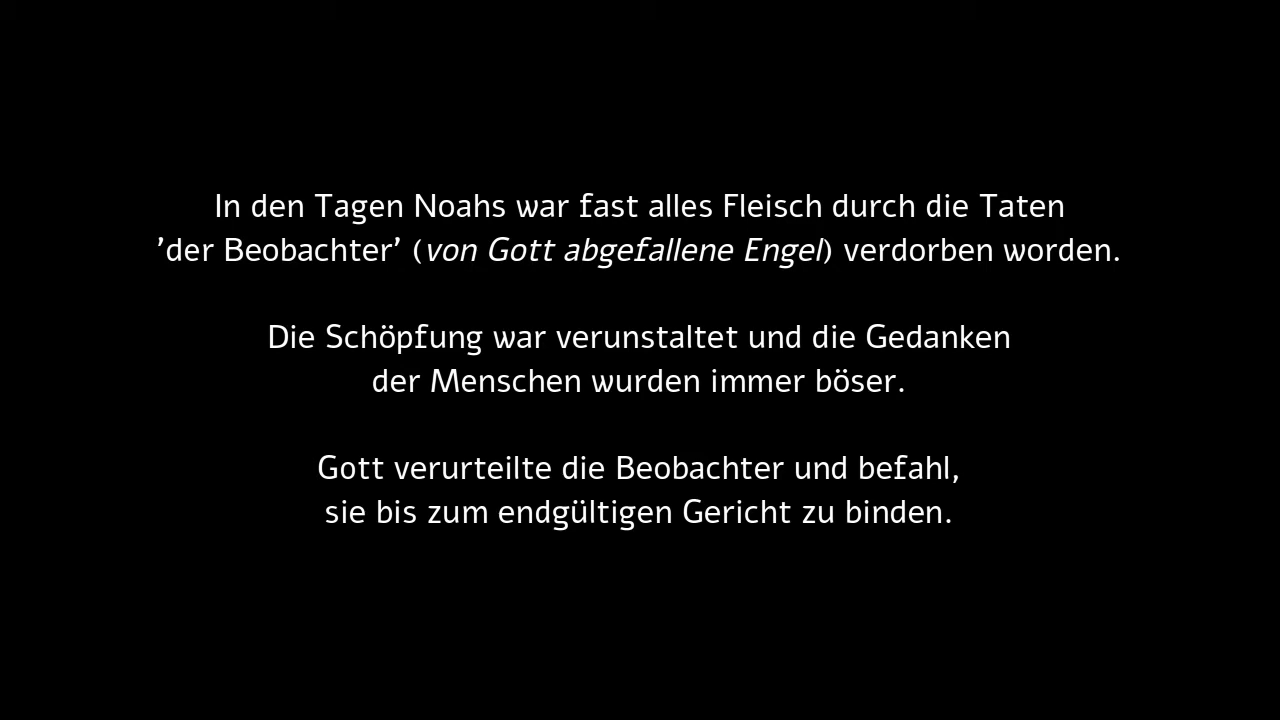 In den Tagen Noahs war fast alles Fleisch durch die Taten
’der Beobachter’ (von Gott abgefallene Engel) verdorben worden.
Die Schöpfung war verunstaltet und die Gedanken
der Menschen wurden immer böser.
Gott verurteilte die Beobachter und befahl,
sie bis zum endgültigen Gericht zu binden.